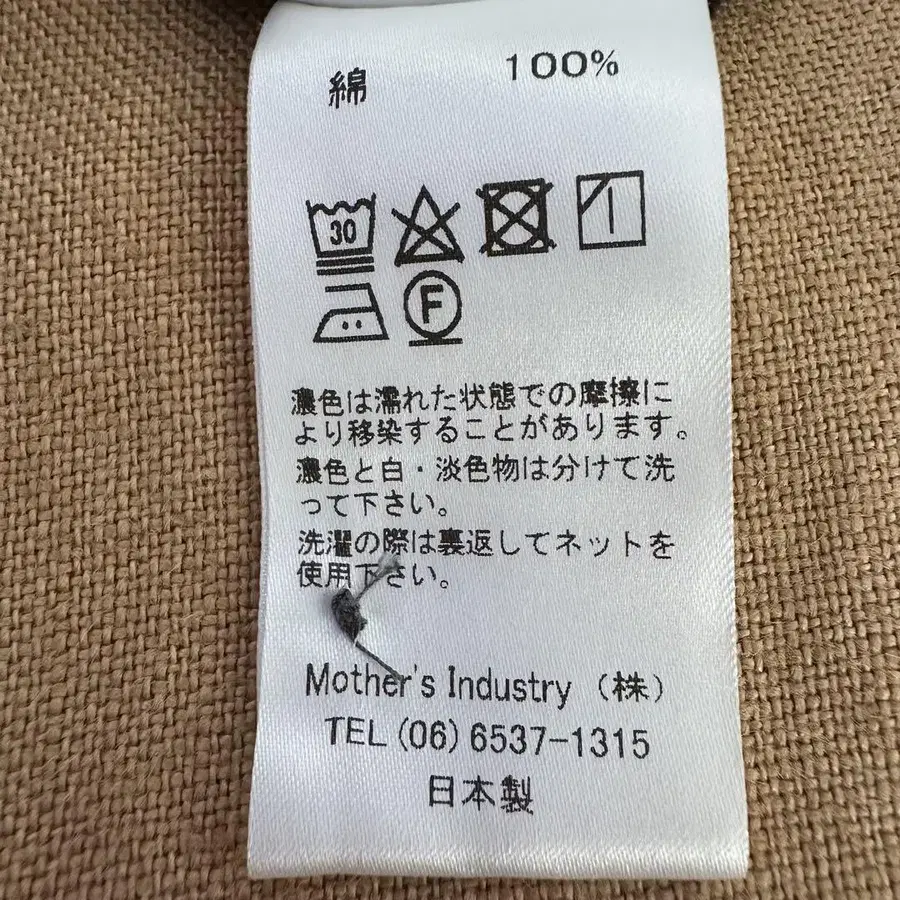 綿 100%
30
F
濃色は濡れた状態での摩擦に
より移染することがあります。
濃色と白・淡色物は分けて洗
って下さい。
洗濯の際は裏返してネットを
使用下さい。
Mother's Industry (株)
TEL (06) 6537-1315
日本製